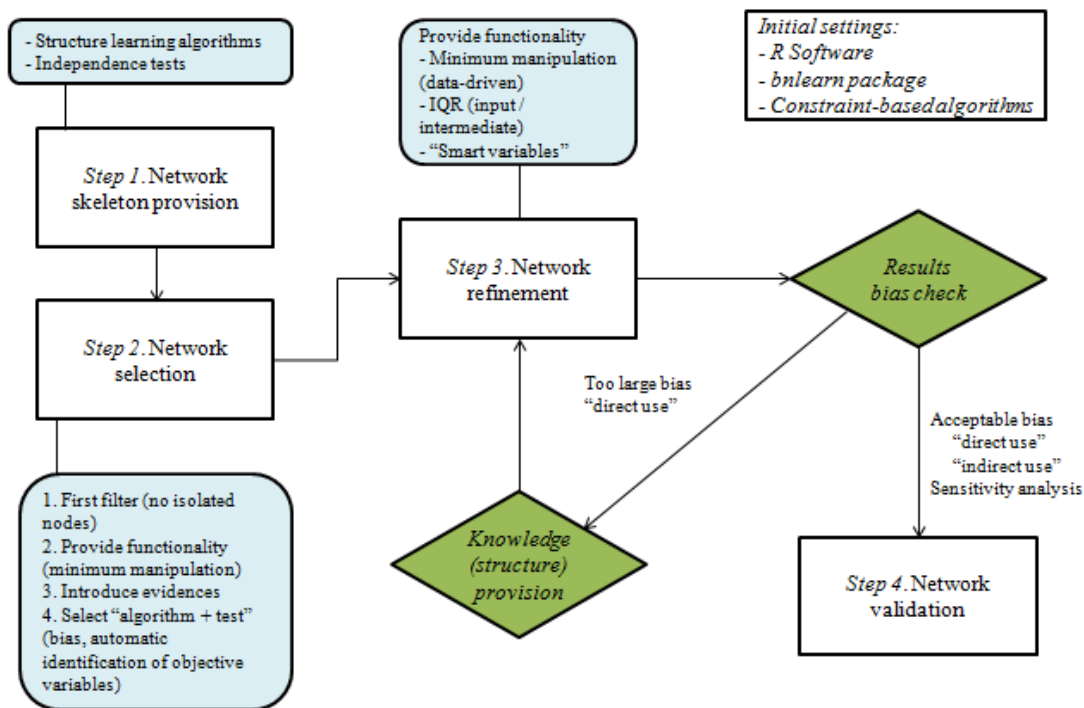 - Structure learning algorithms
- Independence tests
Step 1. Network
skeleton provision
Step 2. Network
selection
1. First filter (no isolated
nodes)
2. Provide functionality
(minimum manipulation)
3. Introduce evidences
4. Select “algorithm + test”
(bias, automatic
identification of objective
variables)
Provide functionality
- Minimum manipulation
(data-driven)
- IQR (input /
intermediate)
- “Smart variables”
Step 3. Network
refinement
Initial settings:
- R Software
- bnlearn package
- Constraint-based algorithms
Results
bias check
Too large bias
“direct use”
Knowledge
(structure)
provision
Acceptable bias
“direct use”
“indirect use”
Sensitivity analysis
Step 4. Network
validation